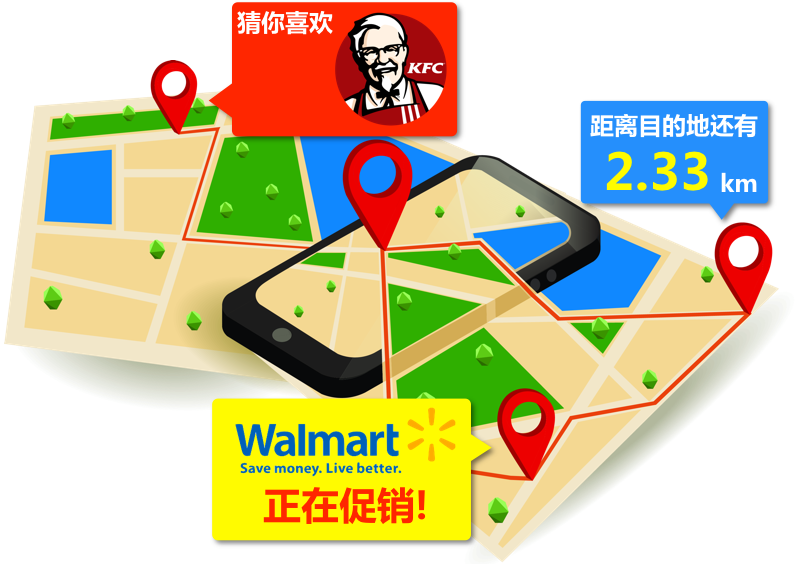 猜你喜欢
KFC
距离目的地还有
2.33 km
Walmart
Save money. Live better.
正在促销!